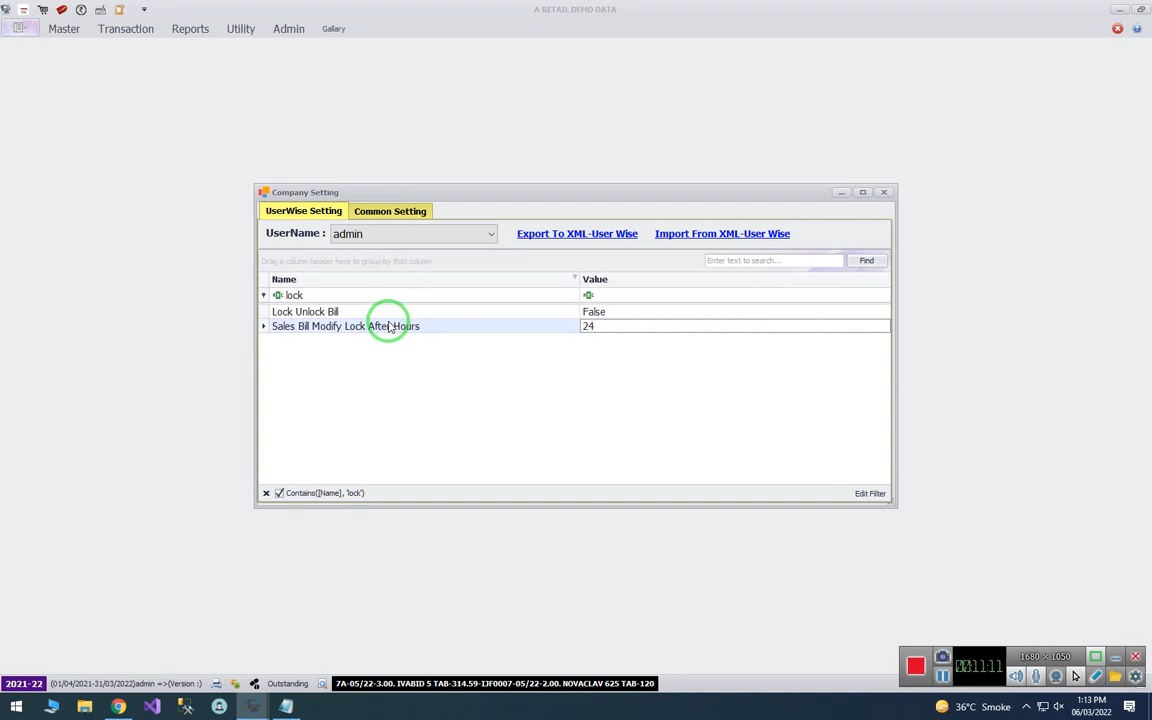 A RETAIL DEMO DATA
Master Transaction Reports Utility Admin Gallary
Company Setting
UserWise Setting Common Setting
UserName : admin Export To XML-User Wise Import From XML-User Wise
Drag a column header here to group by that column Enter text to search... Find
Name Value
lock
Lock Unlock Bill False
Sales Bill Modify Lock After Hours 24
Contains([Name], 'lock') Edit Filter
1680 × 1050
2021-22 (01/04/2021-31/03/2022)admin =>(Version :) Outstanding 7A-05/22-3.00. IVABID 5 TAB-314.59-IJF0007-05/22-2.00. NOVACLAV 625 TAB-120
36°C Smoke 1:13 PM
06/03/2022